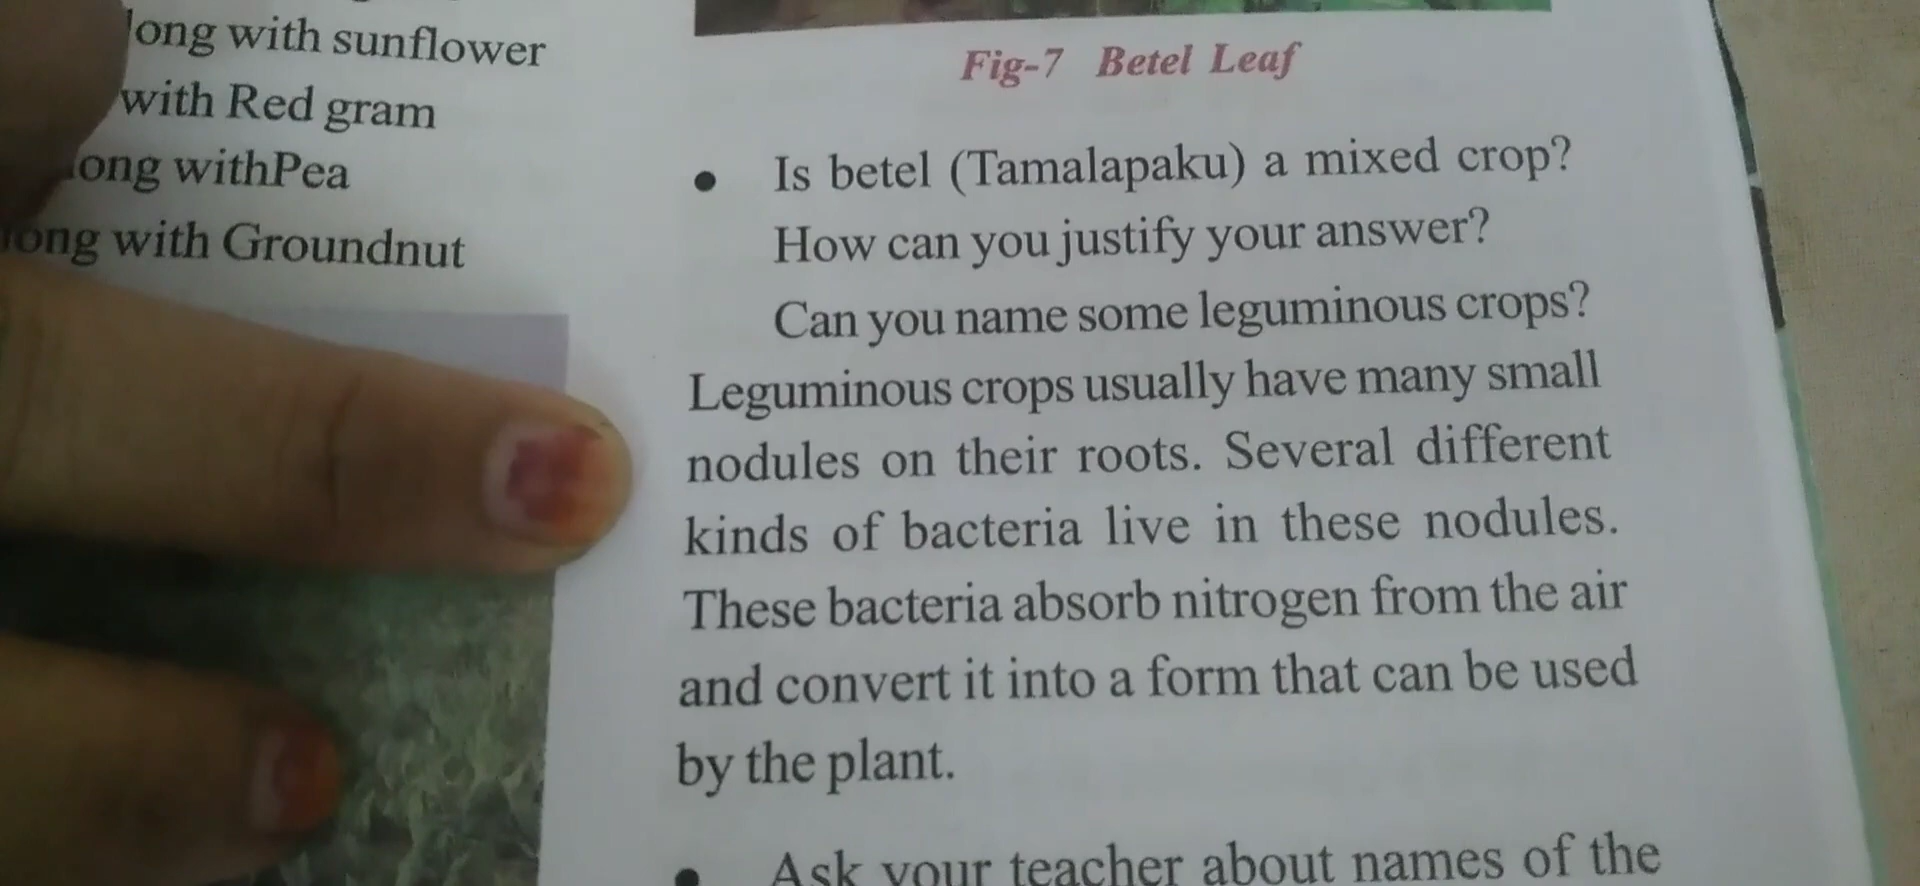 with sunflower
with Red gram
withPea
with Groundnut
Fig-7 Betel Leaf
• Is betel (Tamalapaku) a mixed crop?
How can you justify your answer?
Can you name some leguminous crops?
Leguminous crops usually have many small
nodules on their roots. Several different
kinds of bacteria live in these nodules.
These bacteria absorb nitrogen from the air
and convert it into a form that can be used
by the plant.
• Ask your teacher about names of the